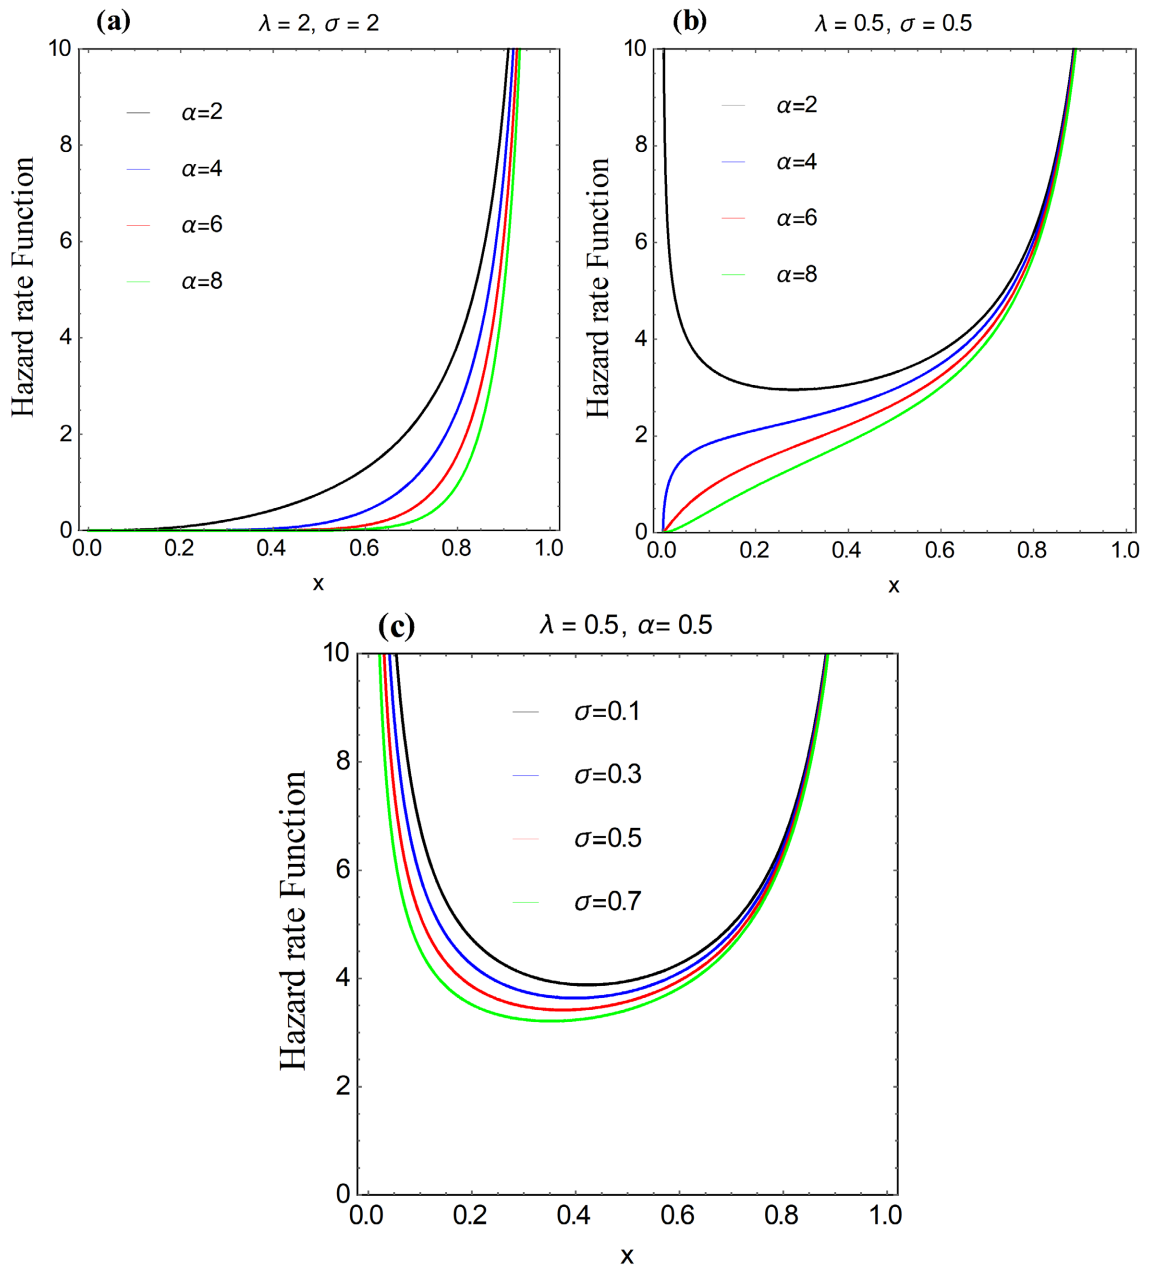 (a)
λ = 2, σ = 2
10
8
6
4
2
0
Hazard rate Function
α=2
α=4
α=6
α=8
0.0 0.2 0.4 0.6 0.8 1.0
x
(b)
λ = 0.5, σ = 0.5
10
8
6
4
2
0
Hazard rate Function
α=2
α=4
α=6
α=8
0.0 0.2 0.4 0.6 0.8 1.0
x
(c)
λ = 0.5, α= 0.5
10
8
6
4
2
0
Hazard rate Function
σ=0.1
σ=0.3
σ=0.5
σ=0.7
0.0 0.2 0.4 0.6 0.8 1.0
x